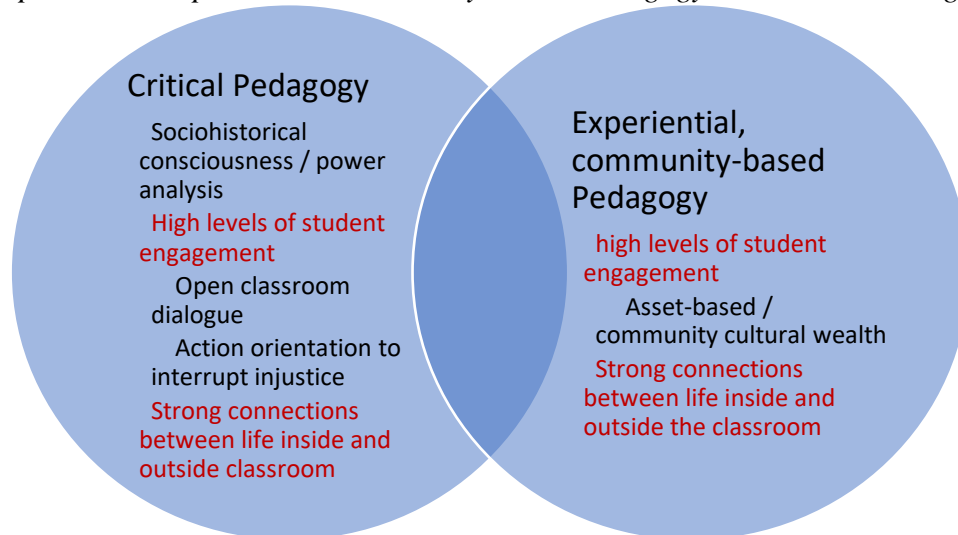 Critical Pedagogy
Sociohistorical
consciousness / power
analysis
High levels of student
engagement
Open classroom
dialogue
Action orientation to
interrupt injustice
Strong connections
between life inside and
outside classroom
Experiential,
community-based
Pedagogy
high levels of student
engagement
Asset-based /
community cultural wealth
Strong connections
between life inside and
outside the classroom